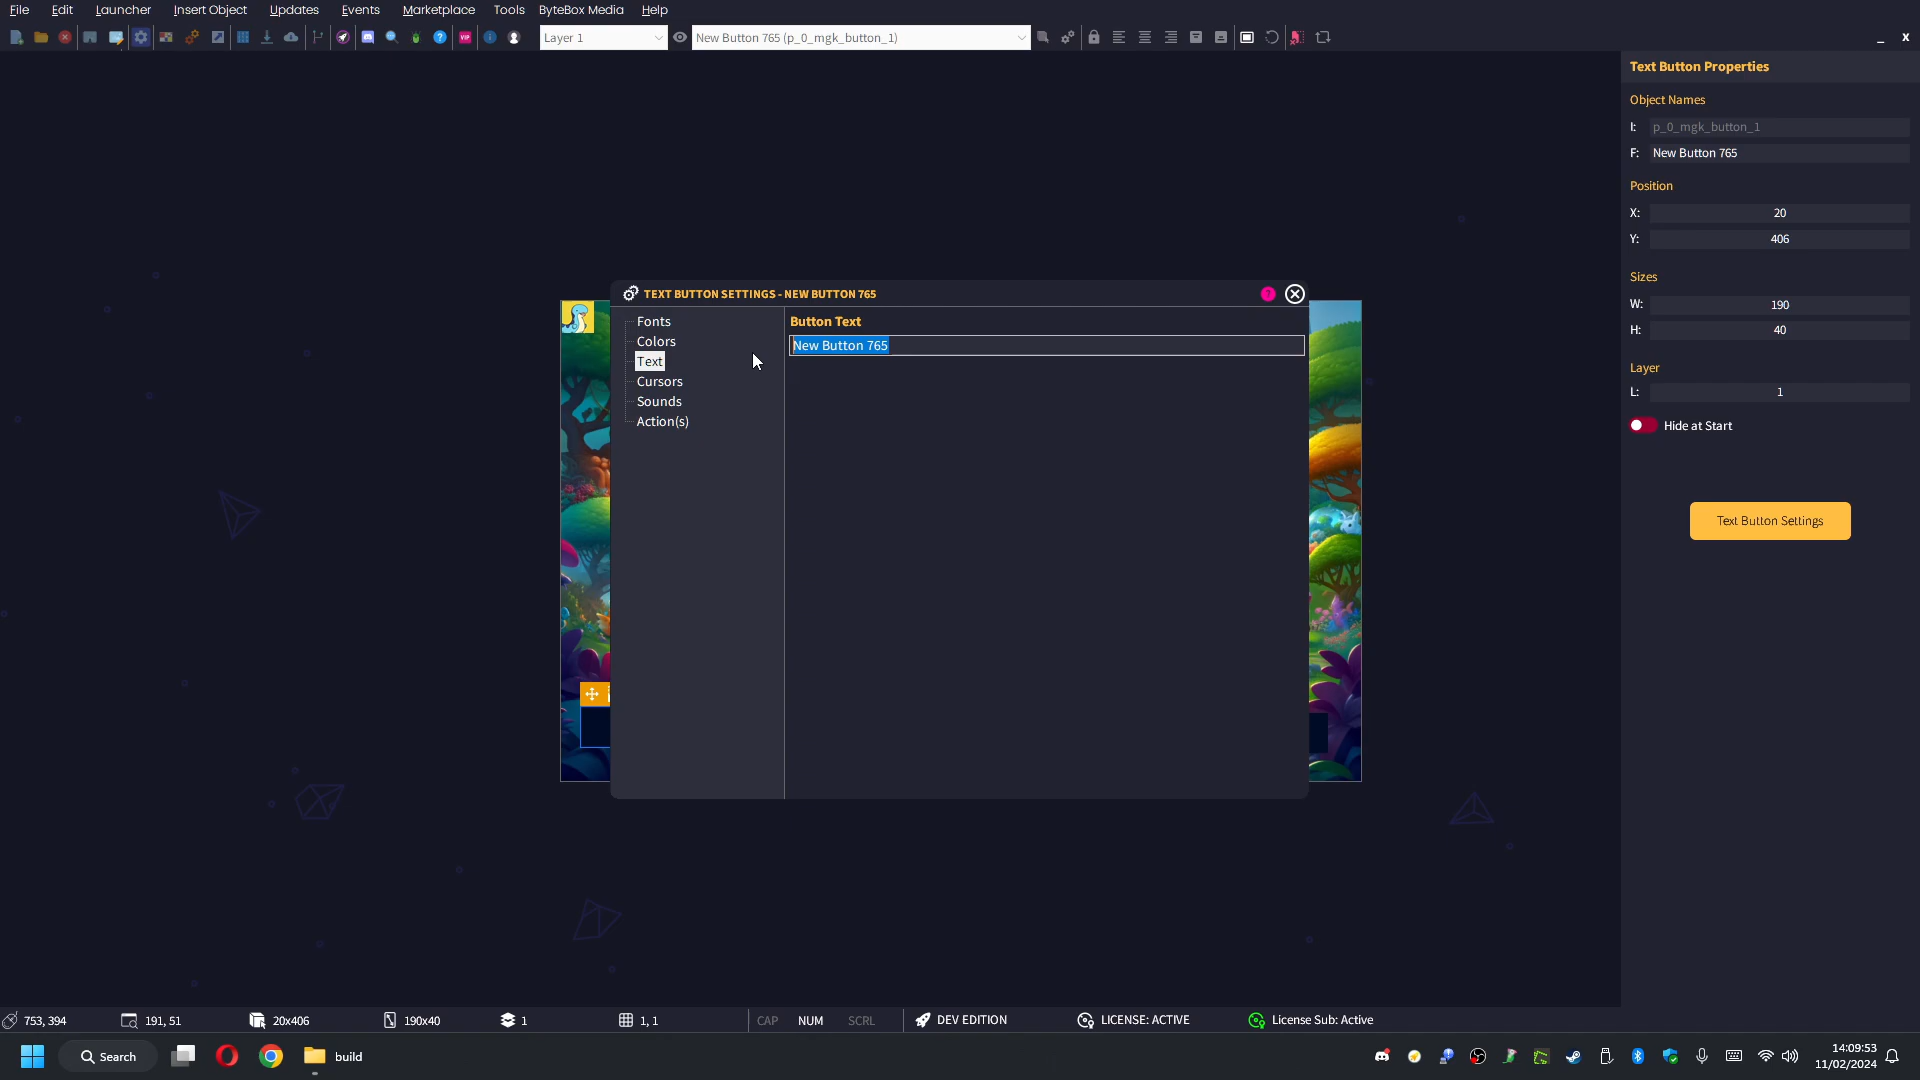 File Edit Launcher Insert Object Updates Events Marketplace Tools ByteBox Media Help
VIP Layer 1 New Button 765 (p_0_mgk_button_1) _ x
Text Button Properties
Object Names
I: p_0_mgk_button_1
F: New Button 765
Position
X: 20
Y: 406
Sizes
W: 190
H: 40
Layer
L: 1
Hide at Start
Text Button Settings
TEXT BUTTON SETTINGS - NEW BUTTON 765
Fonts
Colors
Text
Cursors
Sounds
Action(s)
Button Text
New Button 765
753, 394 191, 51 20x406 190x40 1 1, 1 CAP NUM SCRL DEV EDITION LICENSE: ACTIVE License Sub: Active
Search build 14:09:53
11/02/2024